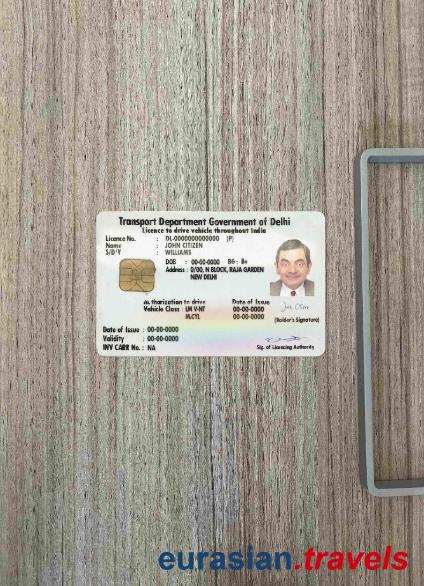 Transport Department Government of Delhi
Licence to drive vehicle throughout India
Licence No. : DL-0000000000000 (P)
Name : JOHN CITIZEN
S/D/W : WILLIAMS
DOB : 00-00-0000 BG : B+
Address : 0/00, N BLOCK, RAJA GARDEN
NEW DELHI
Authorization to drive Date of Issue
Vehicle Class : LM V-NT 00-00-0000
M.CYL 00-00-0000
(Holder's Signature)
Date of Issue : 00-00-0000
Validity : 00-00-0000
INV CARR No. : NA
Sig. of Licencing Authority
eurasian.travels